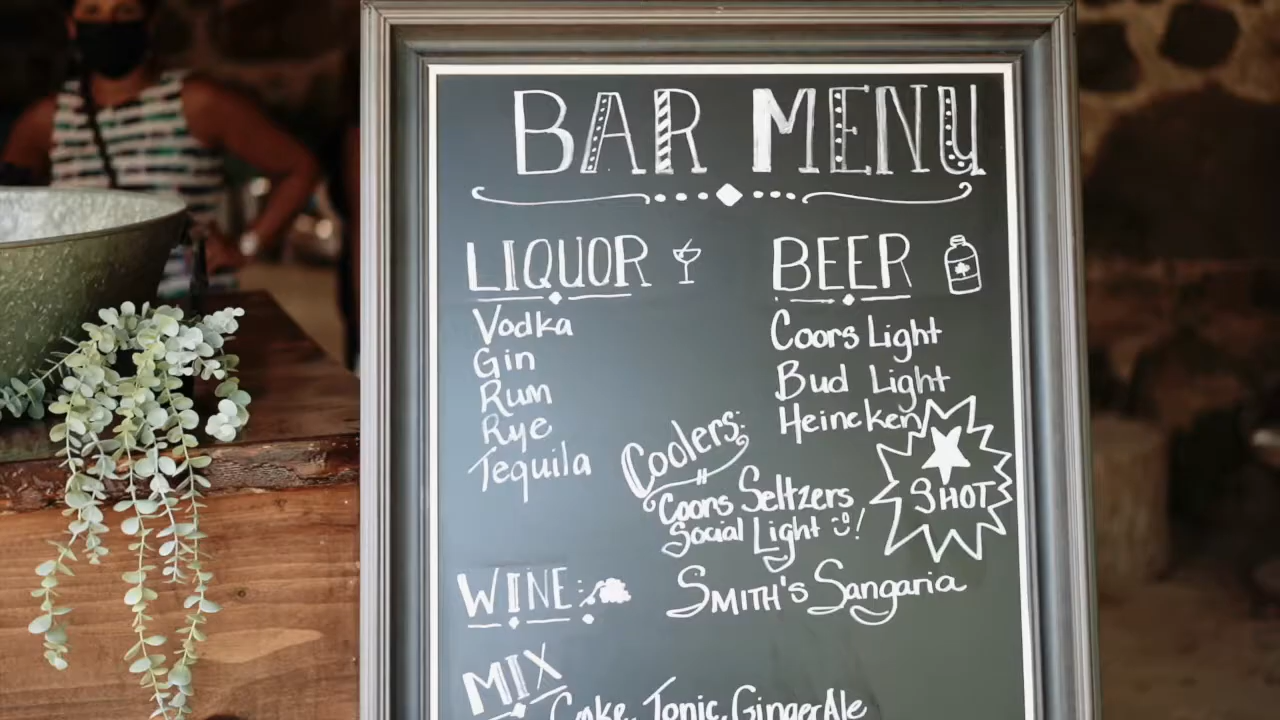 BAR MENU
LIQUOR
Vodka
Gin
Rum
Rye
Tequila
BEER
Coors Light
Bud Light
Heineken
SHOT
Coolers:
Coors Seltzers
Social Light !
WINE:
SMITH'S Sangaria
MIX
Coke, Tonic, GingerAle